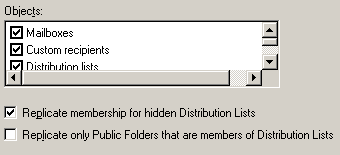 Objects:
Mailboxes
Custom recipients
Distribution lists
Replicate membership for hidden Distribution Lists
Replicate only Public Folders that are members of Distribution Lists